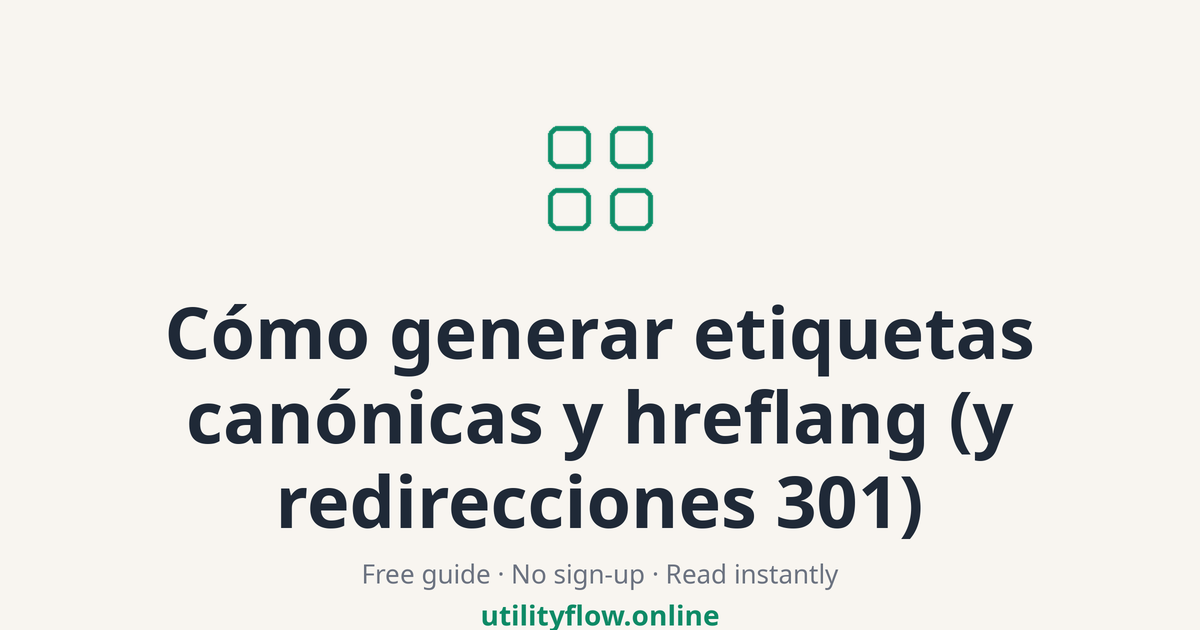 Cómo generar etiquetas
canónicas y hreflang (y
redirecciones 301)
Free guide · No sign-up · Read instantly
utilityflow.online